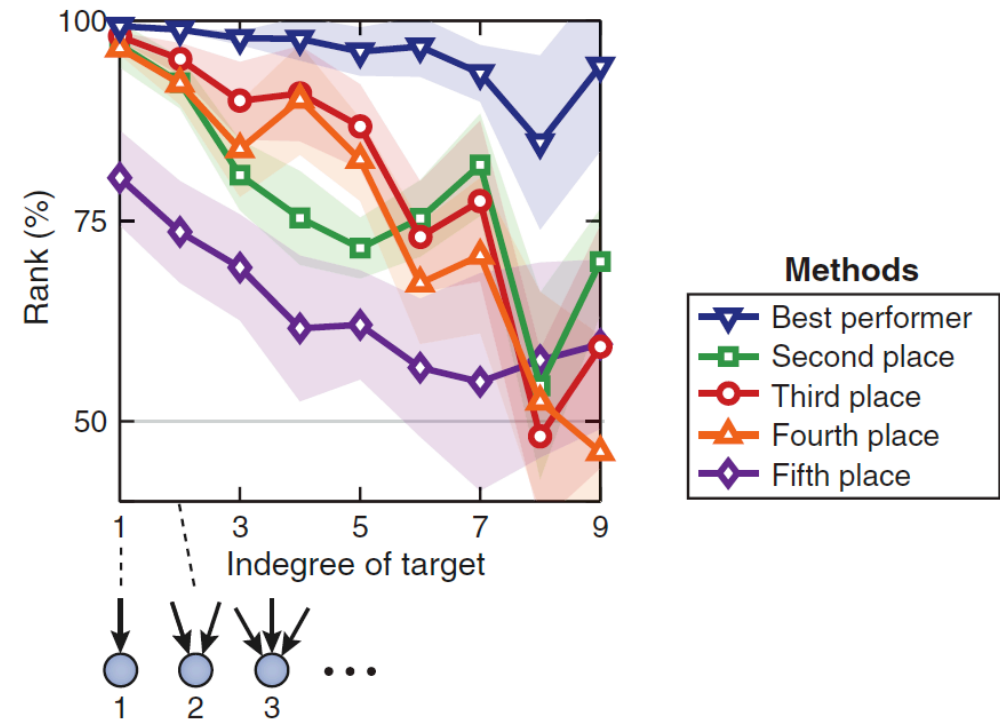 100
75
50
Rank (%)
1 3 5 7 9
Indegree of target
1 2 3
Methods
Best performer
Second place
Third place
Fourth place
Fifth place